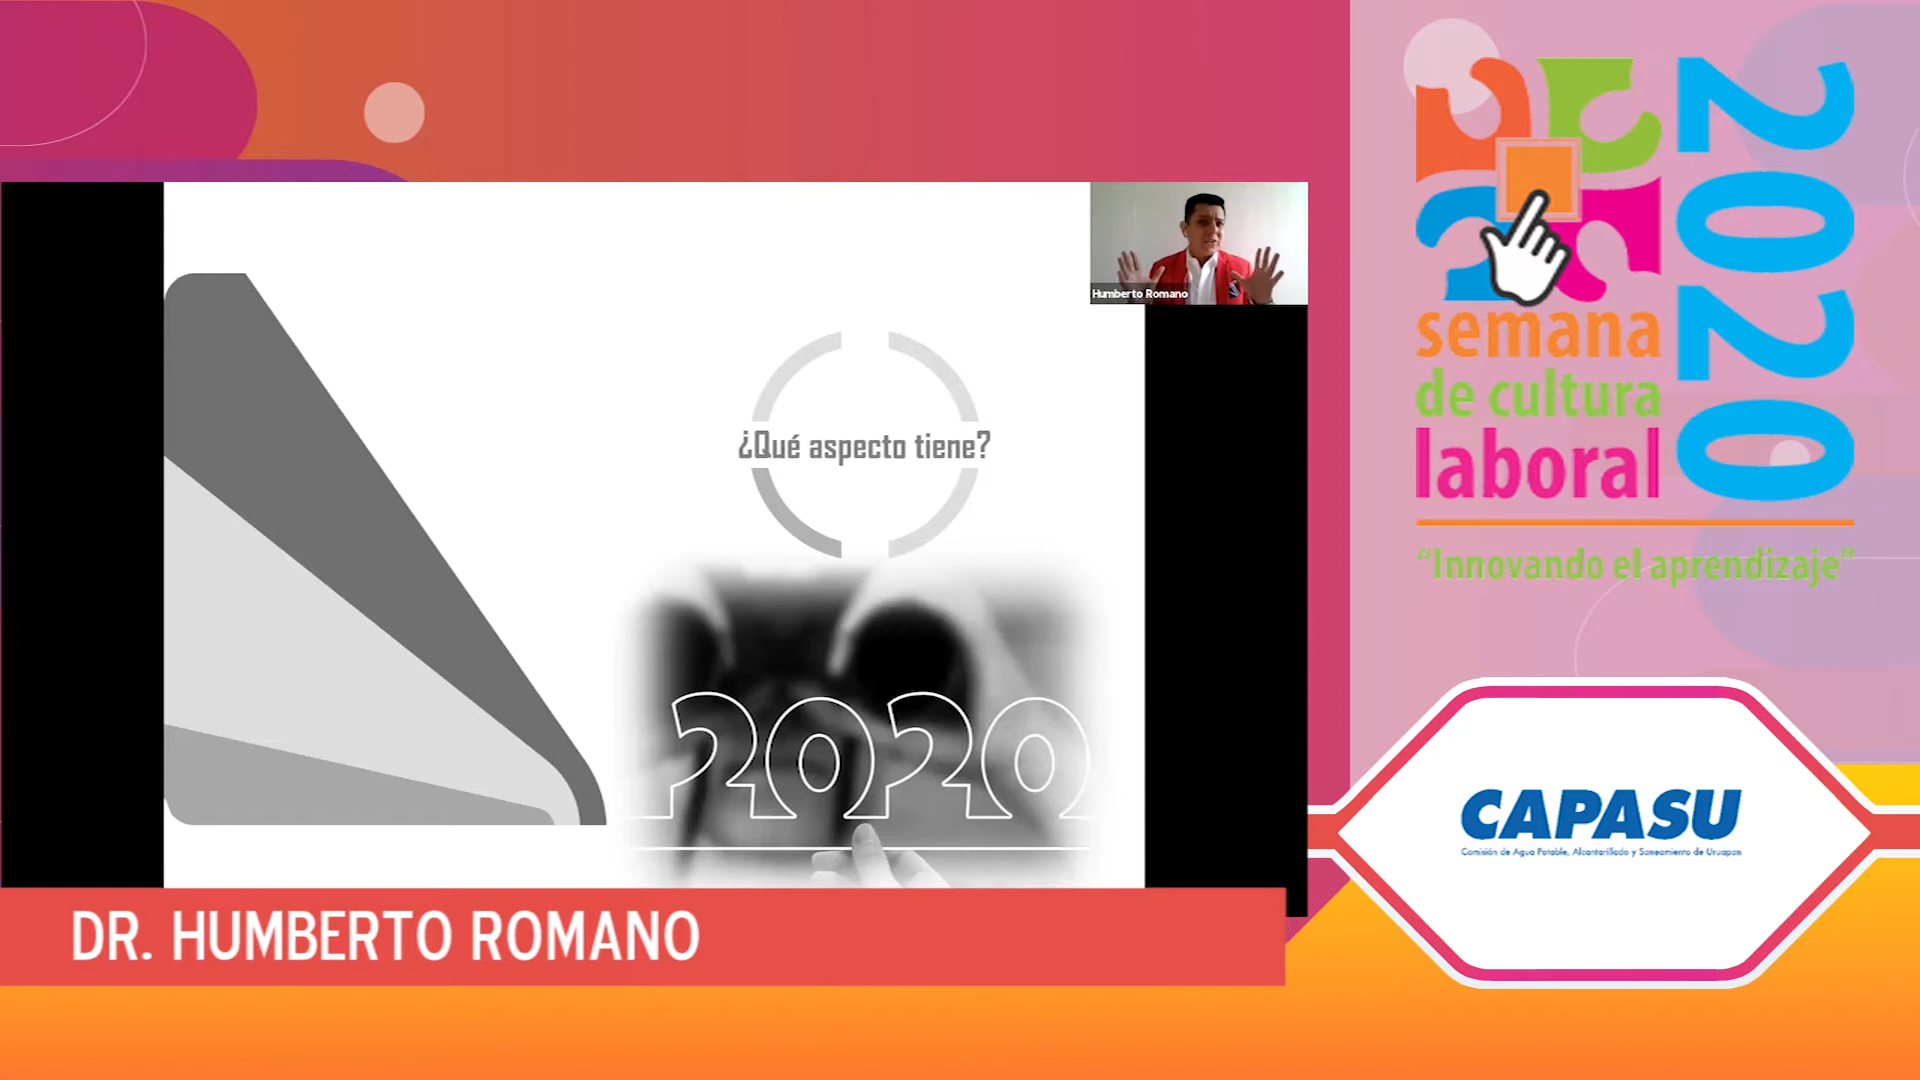 Humberto Romano
¿Qué aspecto tiene?
2020
DR. HUMBERTO ROMANO
2020
semana
de cultura
laboral
“Innovando el aprendizaje”
CAPASU
Comisión de Agua Potable, Alcantarillado y Saneamiento de Uruapan